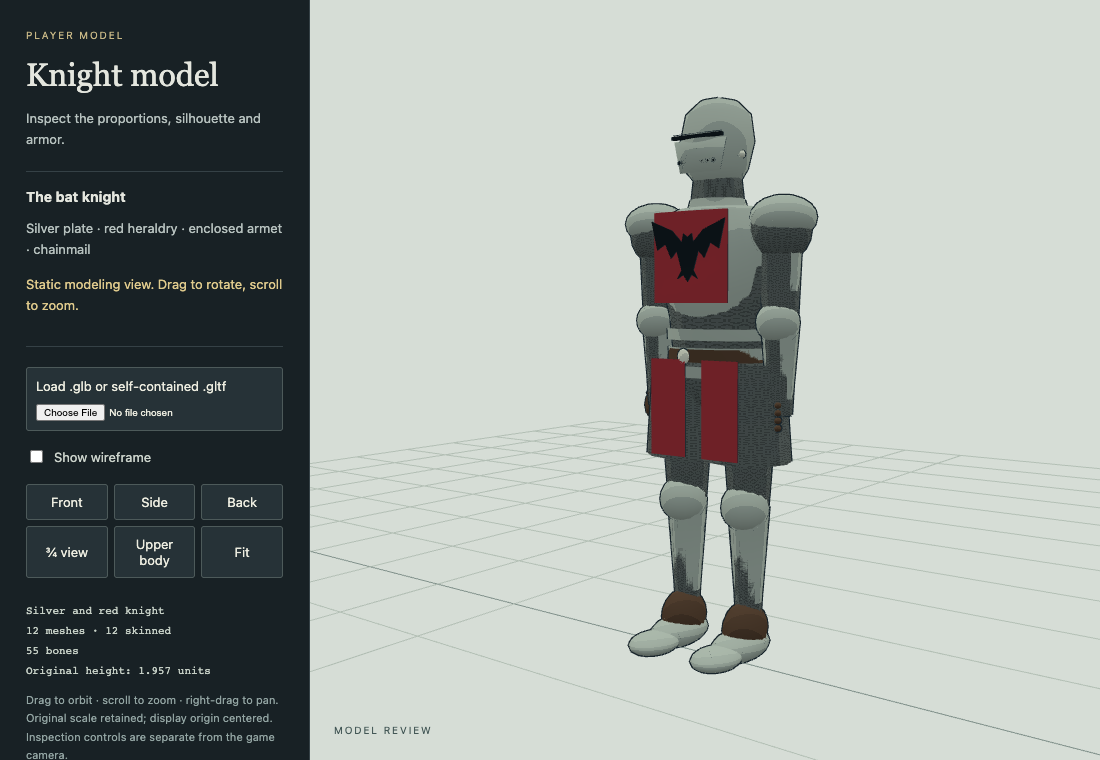 PLAYER MODEL
Knight model
Inspect the proportions, silhouette and
armor.
The bat knight
Silver plate · red heraldry · enclosed armet
· chainmail
Static modeling view. Drag to rotate, scroll
to zoom.
Load .glb or self-contained .gltf
Choose File No file chosen
Show wireframe
Front Side Back
¾ view Upper body Fit
Silver and red knight
12 meshes · 12 skinned
55 bones
Original height: 1.957 units
Drag to orbit · scroll to zoom · right-drag to pan.
Original scale retained; display origin centered.
Inspection controls are separate from the game
camera.
MODEL REVIEW